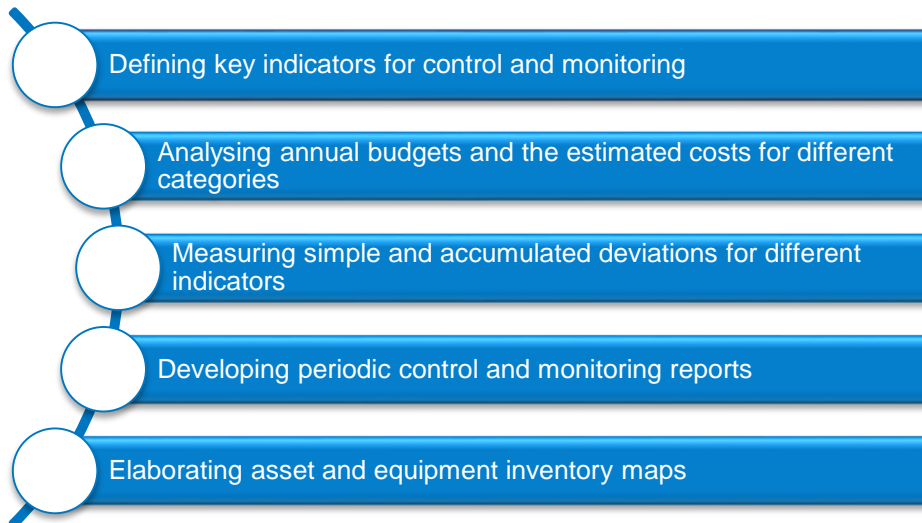 Defining key indicators for control and monitoring
Analysing annual budgets and the estimated costs for different
categories
Measuring simple and accumulated deviations for different
indicators
Developing periodic control and monitoring reports
Elaborating asset and equipment inventory maps